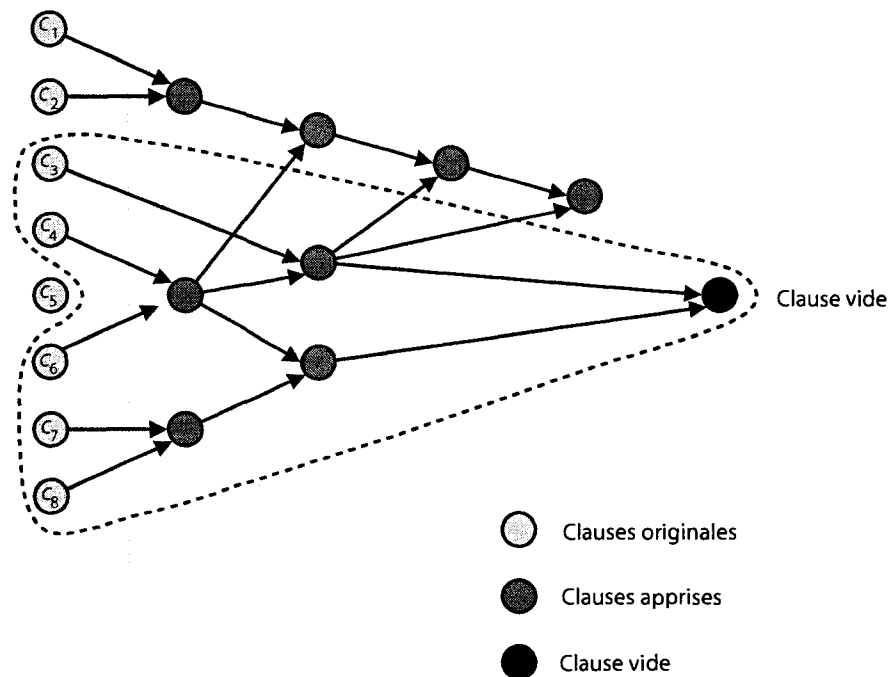 C1
C2
C3
C4
C5
C6
C7
C8
Clause vide
Clauses originales
Clauses apprises
Clause vide